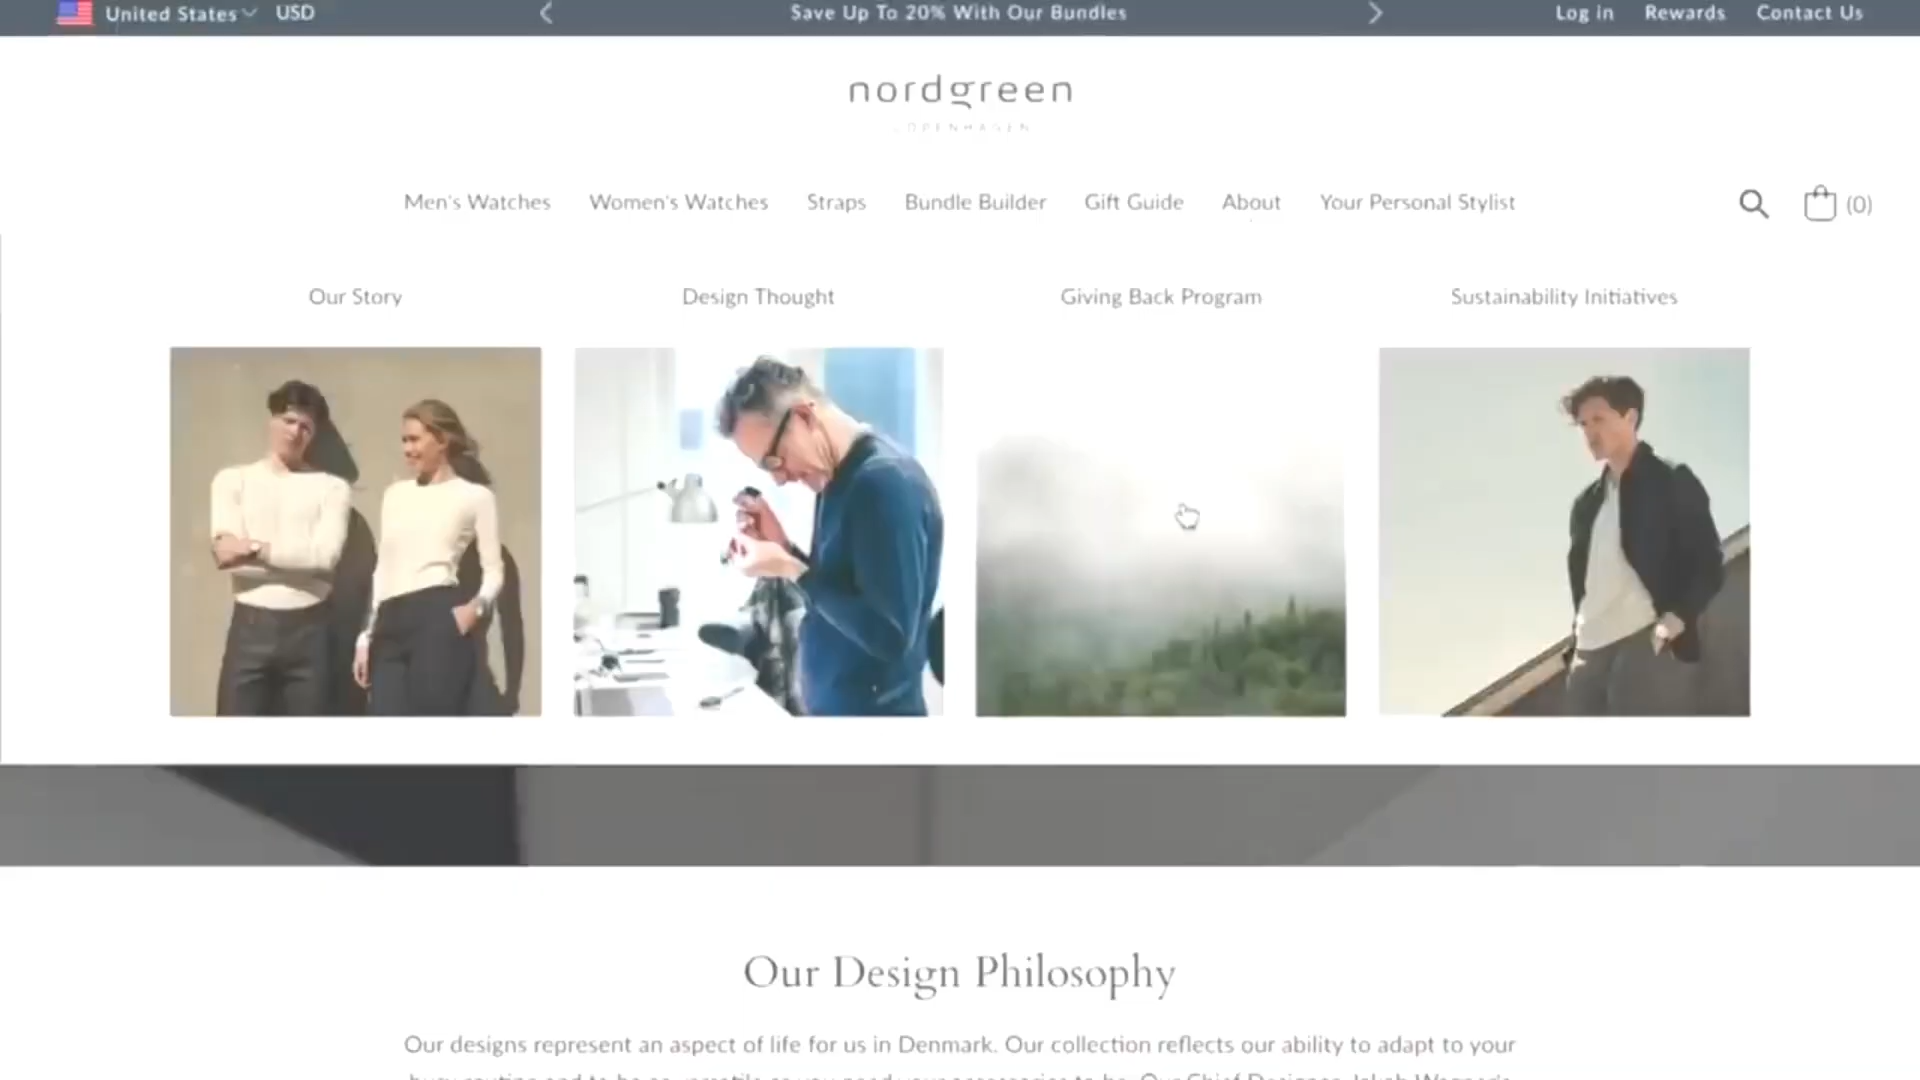 United States USD
Save Up To 20% With Our Bundles
Log in Rewards Contact Us
nordgreen
COPENHAGEN
Men's Watches Women's Watches Straps Bundle Builder Gift Guide About Your Personal Stylist
(0)
Our Story Design Thought Giving Back Program Sustainability Initiatives
Our Design Philosophy
Our designs represent an aspect of life for us in Denmark. Our collection reflects our ability to adapt to your